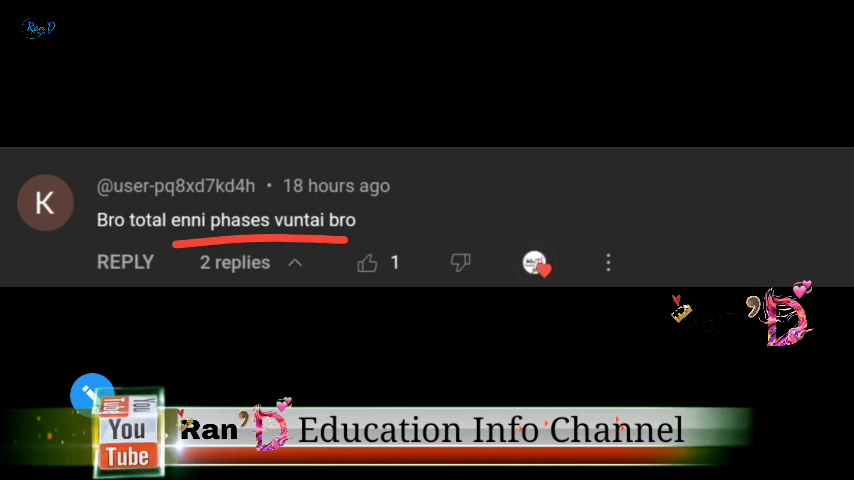 Ran'D
@user-pq8xd7kd4h • 18 hours ago
K
Bro total enni phases vuntai bro
REPLY 2 replies 1
You Tube
Ran'D Education Info Channel